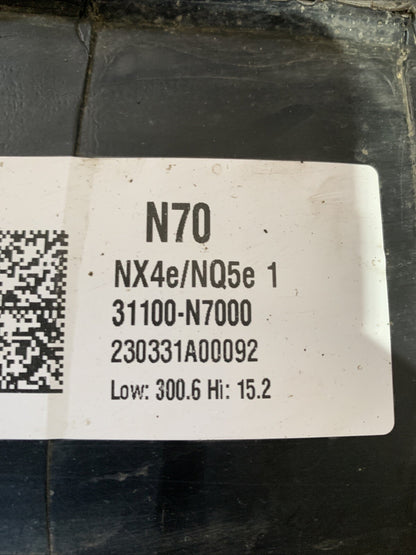 N70
NX4e/NQ5e 1
31100-N7000
230331A00092
Low: 300.6 Hi: 15.2